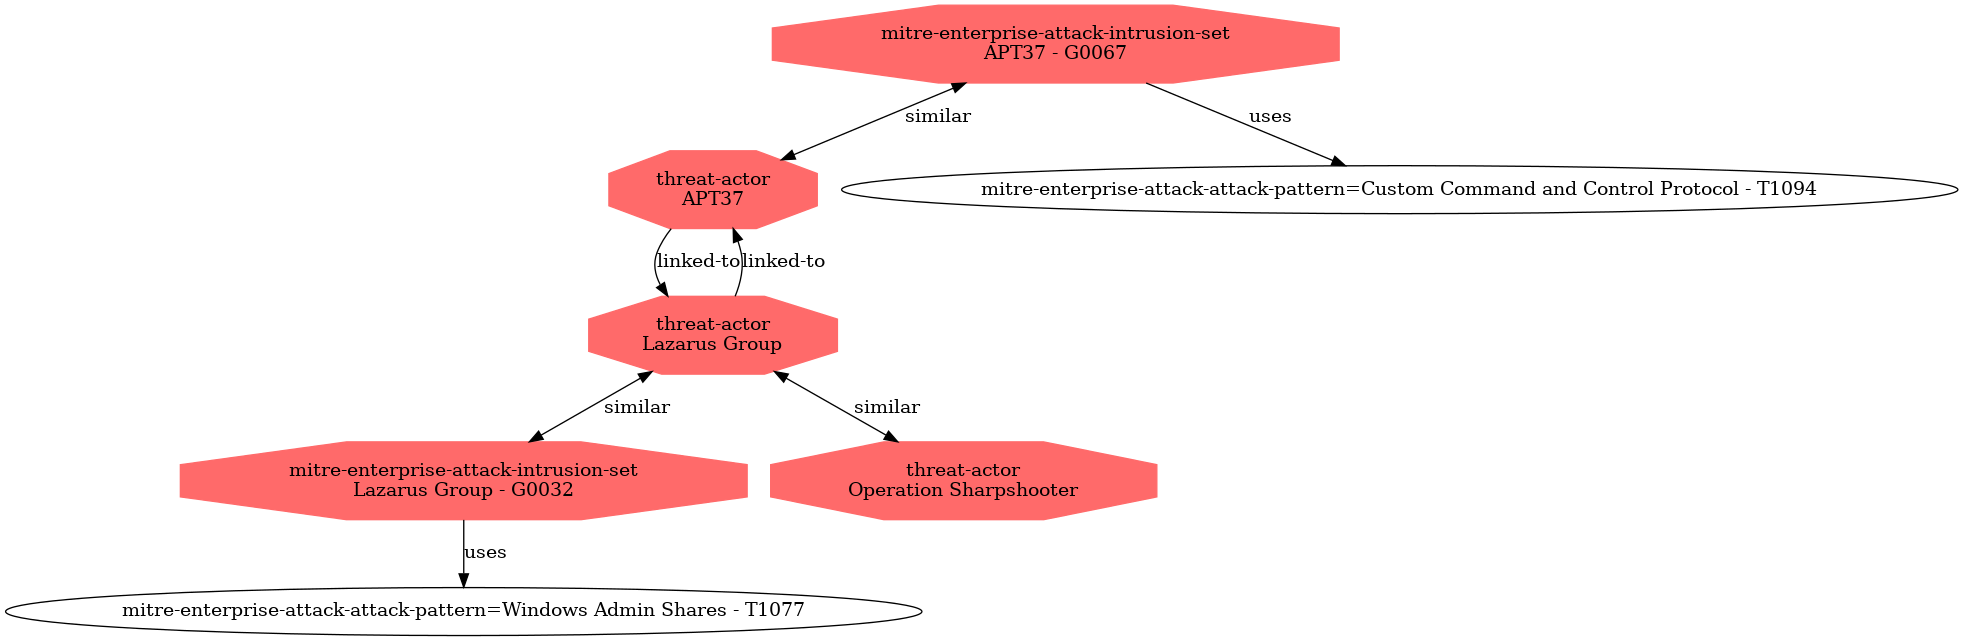 mitre-enterprise-attack-intrusion-set
APT37 - G0067
similar
uses
threat-actor
APT37
mitre-enterprise-attack-attack-pattern=Custom Command and Control Protocol - T1094
linked-to
linked-to
threat-actor
Lazarus Group
similar
similar
mitre-enterprise-attack-intrusion-set
Lazarus Group - G0032
threat-actor
Operation Sharpshooter
uses
mitre-enterprise-attack-attack-pattern=Windows Admin Shares - T1077